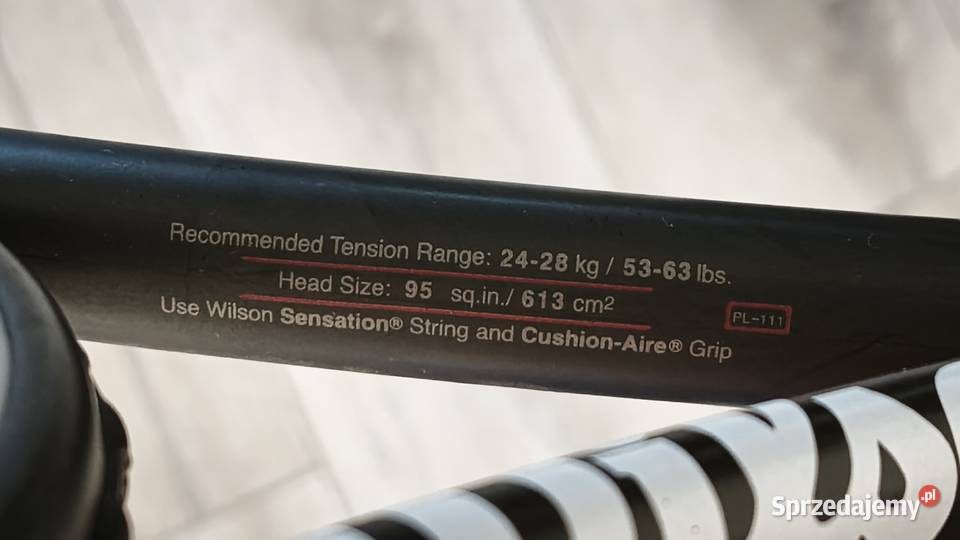 Recommended Tension Range: 24-28 kg / 53-63 lbs.
Head Size: 95 sq.in./ 613 cm²
PL-111
Use Wilson Sensation® String and Cushion-Aire® Grip
Sprzedajemy.pl